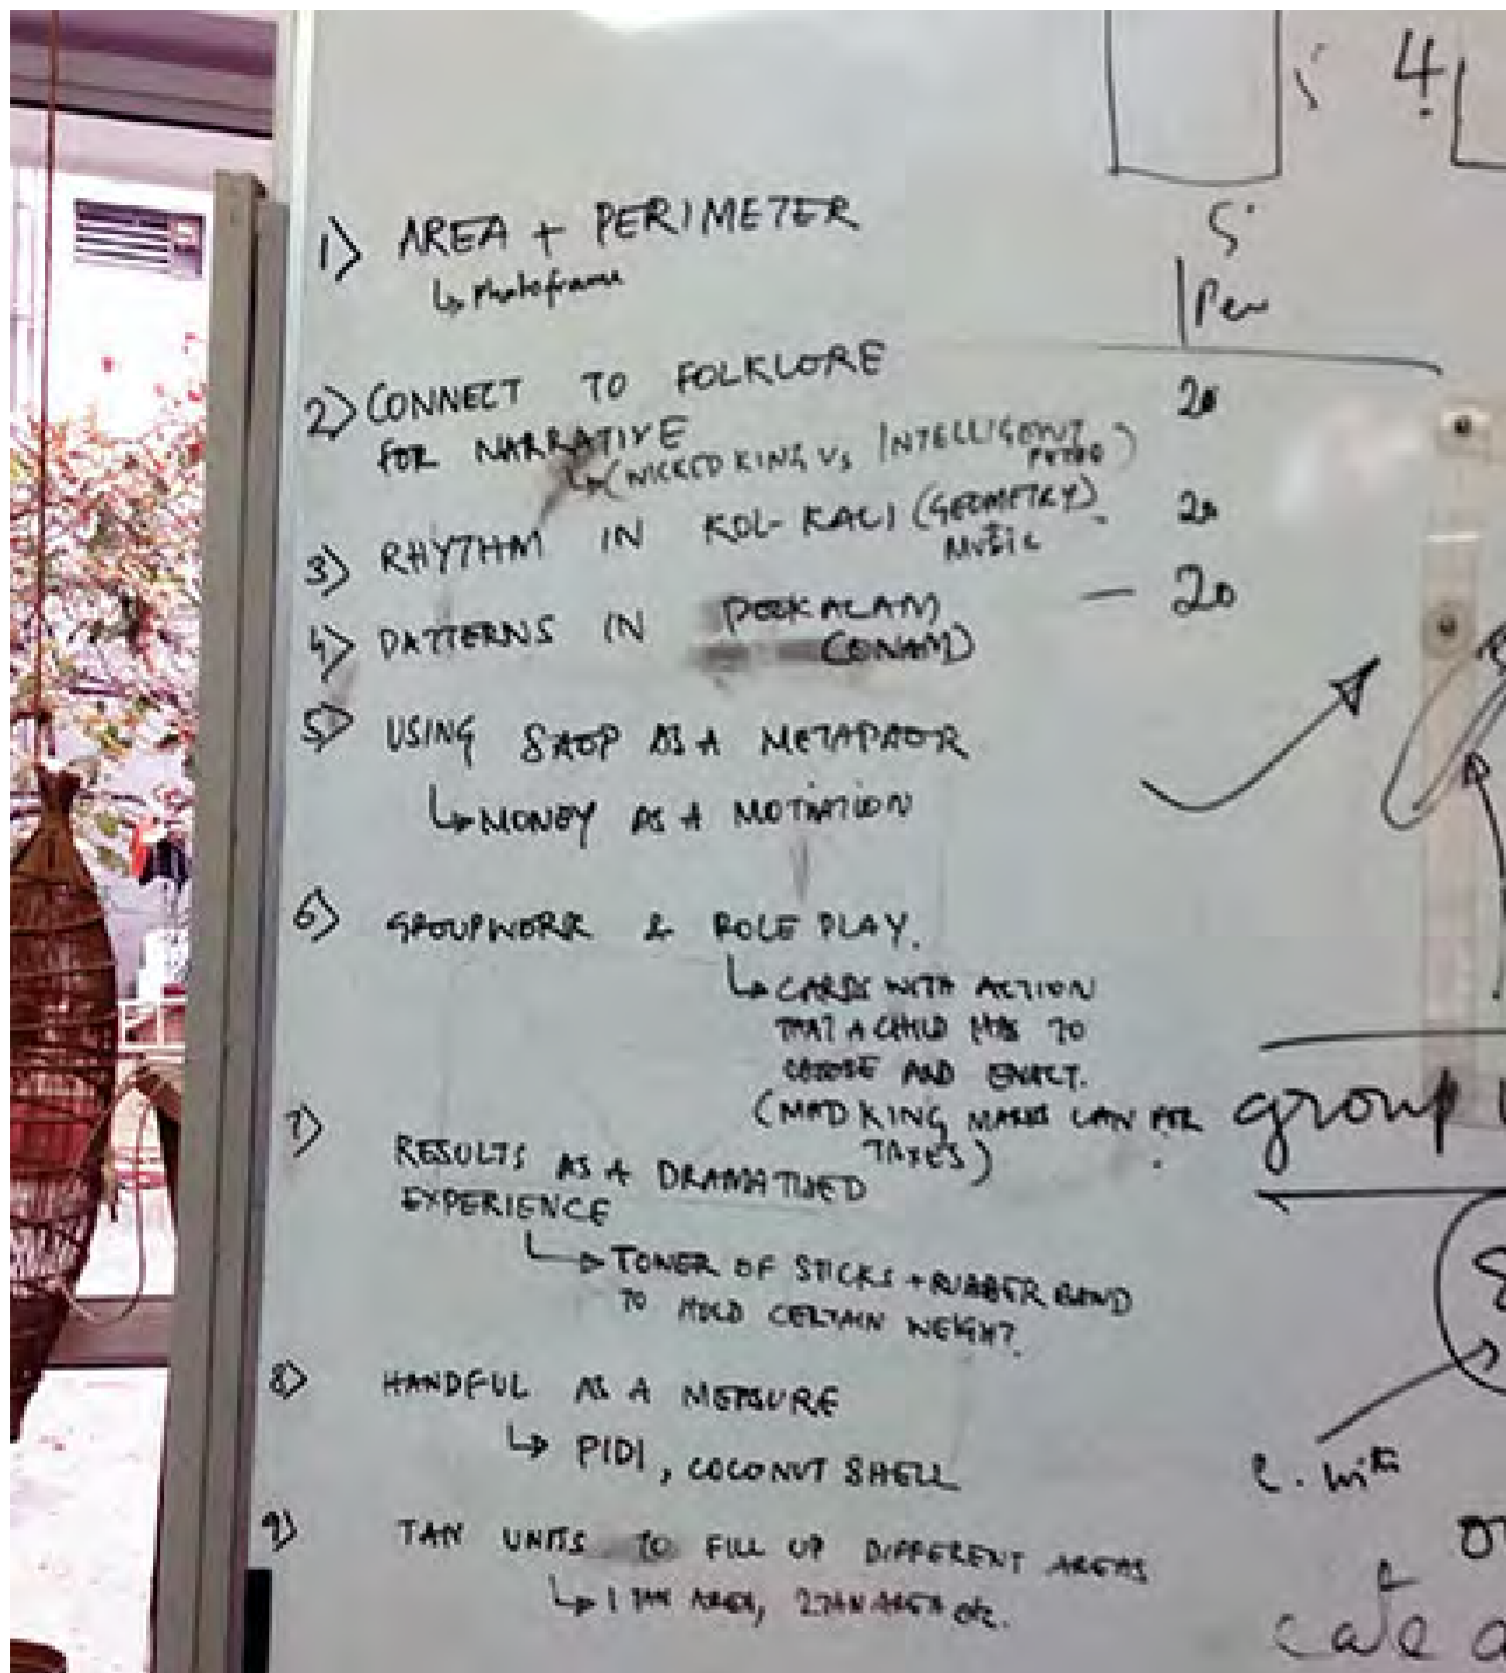 1) AREA + PERIMETER
↳ Photoframe
2) CONNECT TO FOLKLORE
FOR NARRATIVE
↳ (WICKED KING VS INTELLIGENT
3) RHYTHM IN KOL-KALI (GEOMETRY)
MUSIC
4) PATTERNS IN POOKALAM
(ONAM)
5) USING SHOP AS A METAPHOR
↳ MONEY AS A MOTIVATION
6) GROUPWORK & ROLE PLAY.
↳ CARDS WITH ACTION
THAT A CHILD HAS TO
CHOOSE AND ENACT.
(MAD KING MAKES LAW FOR
TAXES)
7) RESULTS AS A DRAMATISED
EXPERIENCE
↳ TOWER OF STICKS + RUBBER BAND
TO HOLD CERTAIN WEIGHT.
8) HANDFUL AS A MEASURE
↳ PIDI, COCONUT SHELL
9) TAN UNITS TO FILL UP DIFFERENT AREAS
↳ 1 TAN AREA, 2 TAN AREA etc.
4
5
Per
20
20
— 20
group
8